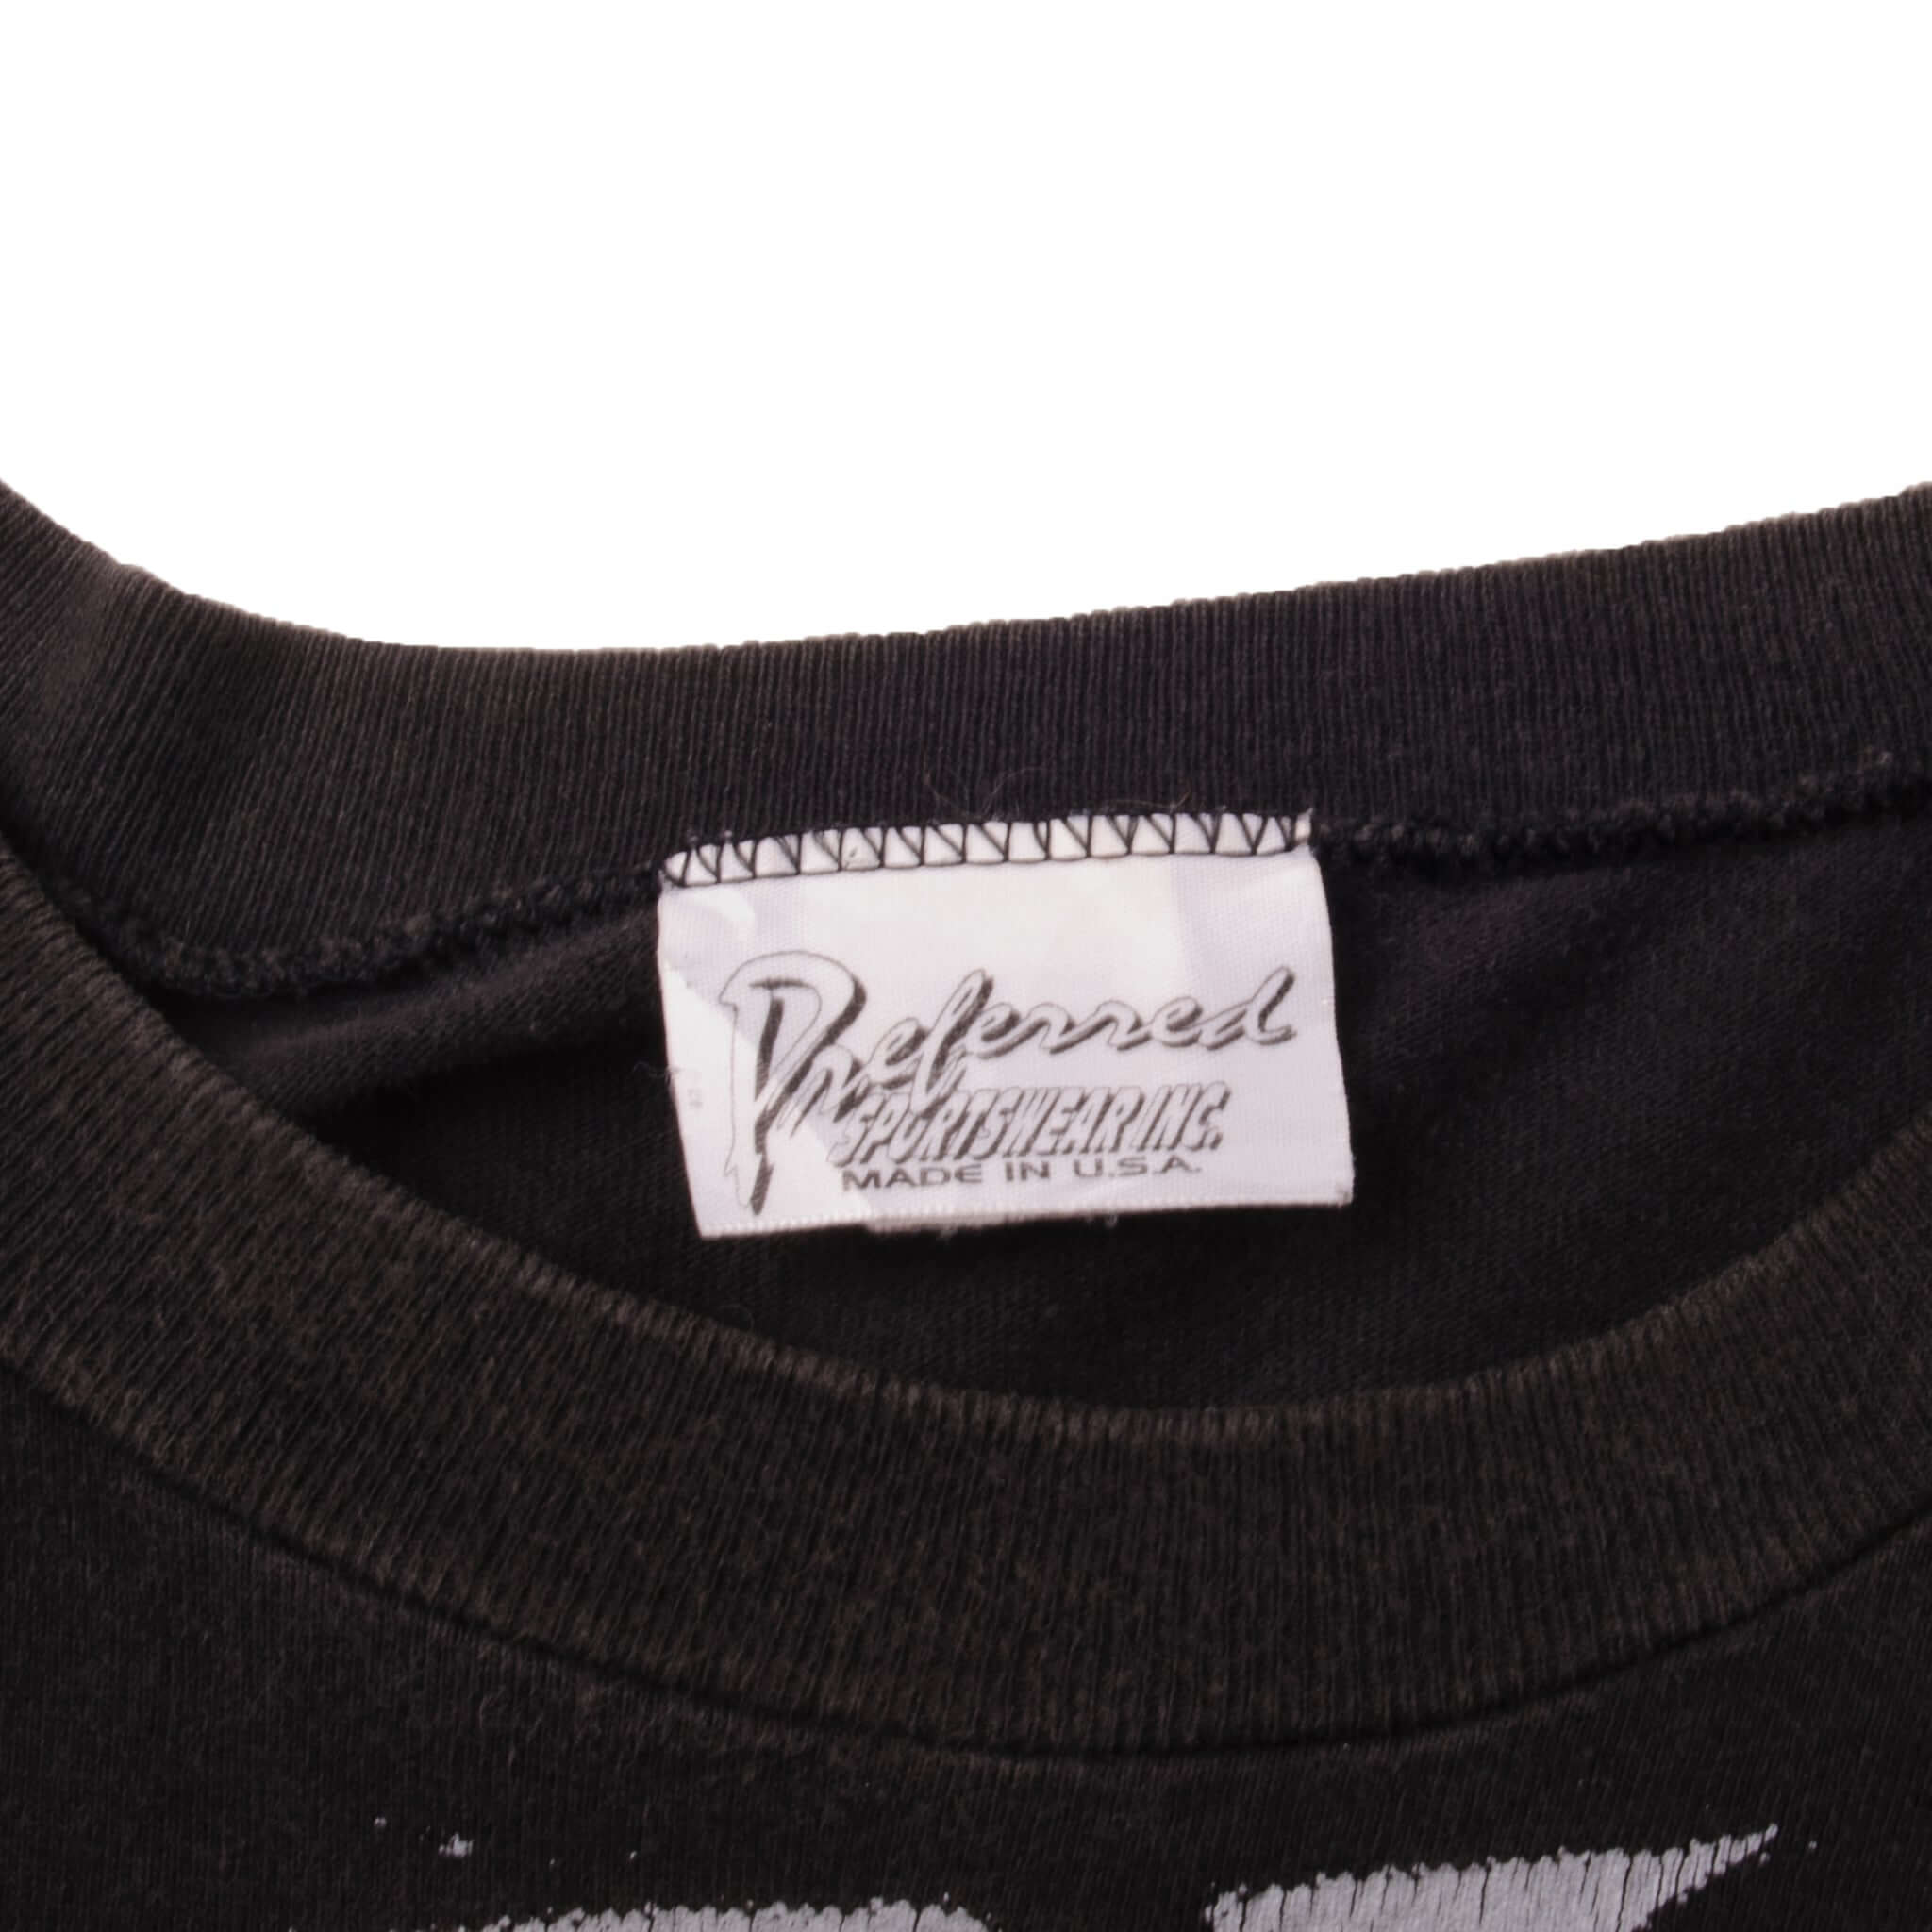 Preferred
SPORTSWEAR INC.
MADE IN U.S.A.